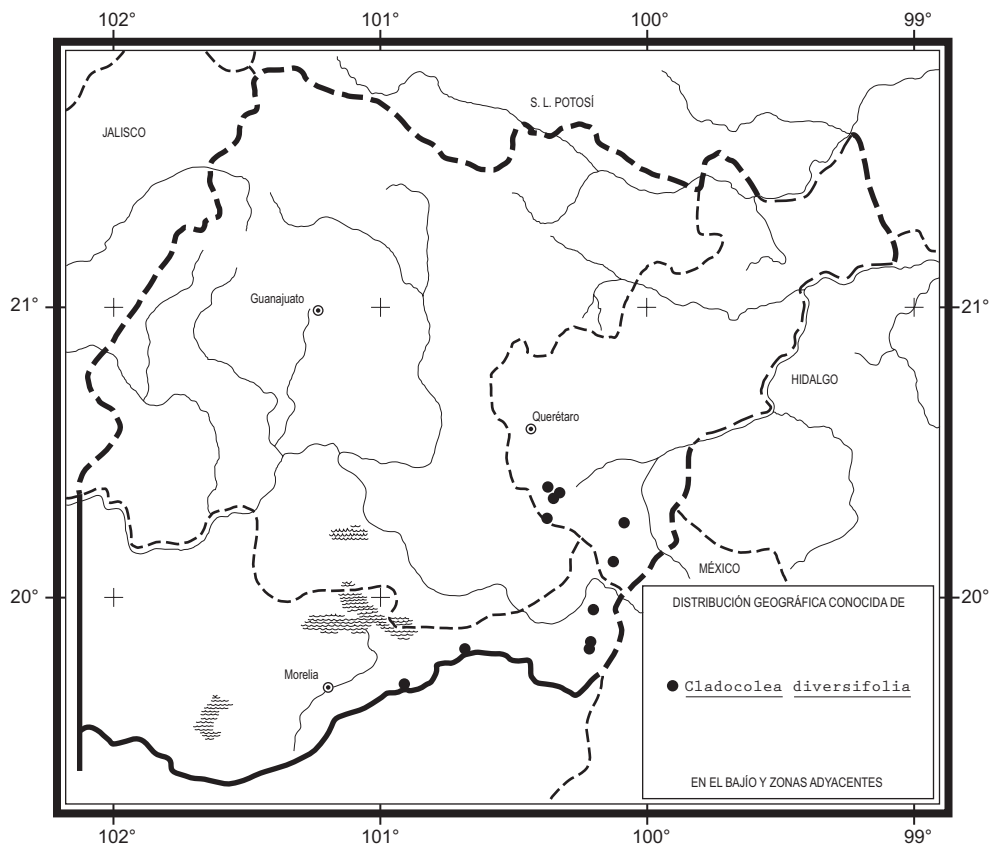 102° 101° 100° 99°
S. L. POTOSÍ
JALISCO
Guanajuato
21° 21°
HIDALGO
Querétaro
MÉXICO
20° 20°
DISTRIBUCIÓN GEOGRÁFICA CONOCIDA DE
Morelia
Cladocolea diversifolia
EN EL BAJÍO Y ZONAS ADYACENTES
102° 101° 100° 99°